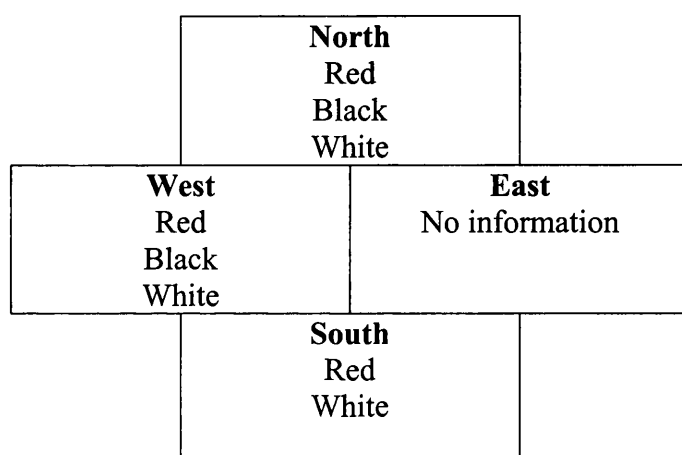 North
Red
Black
White
West
Red
Black
White
East
No information
South
Red
White